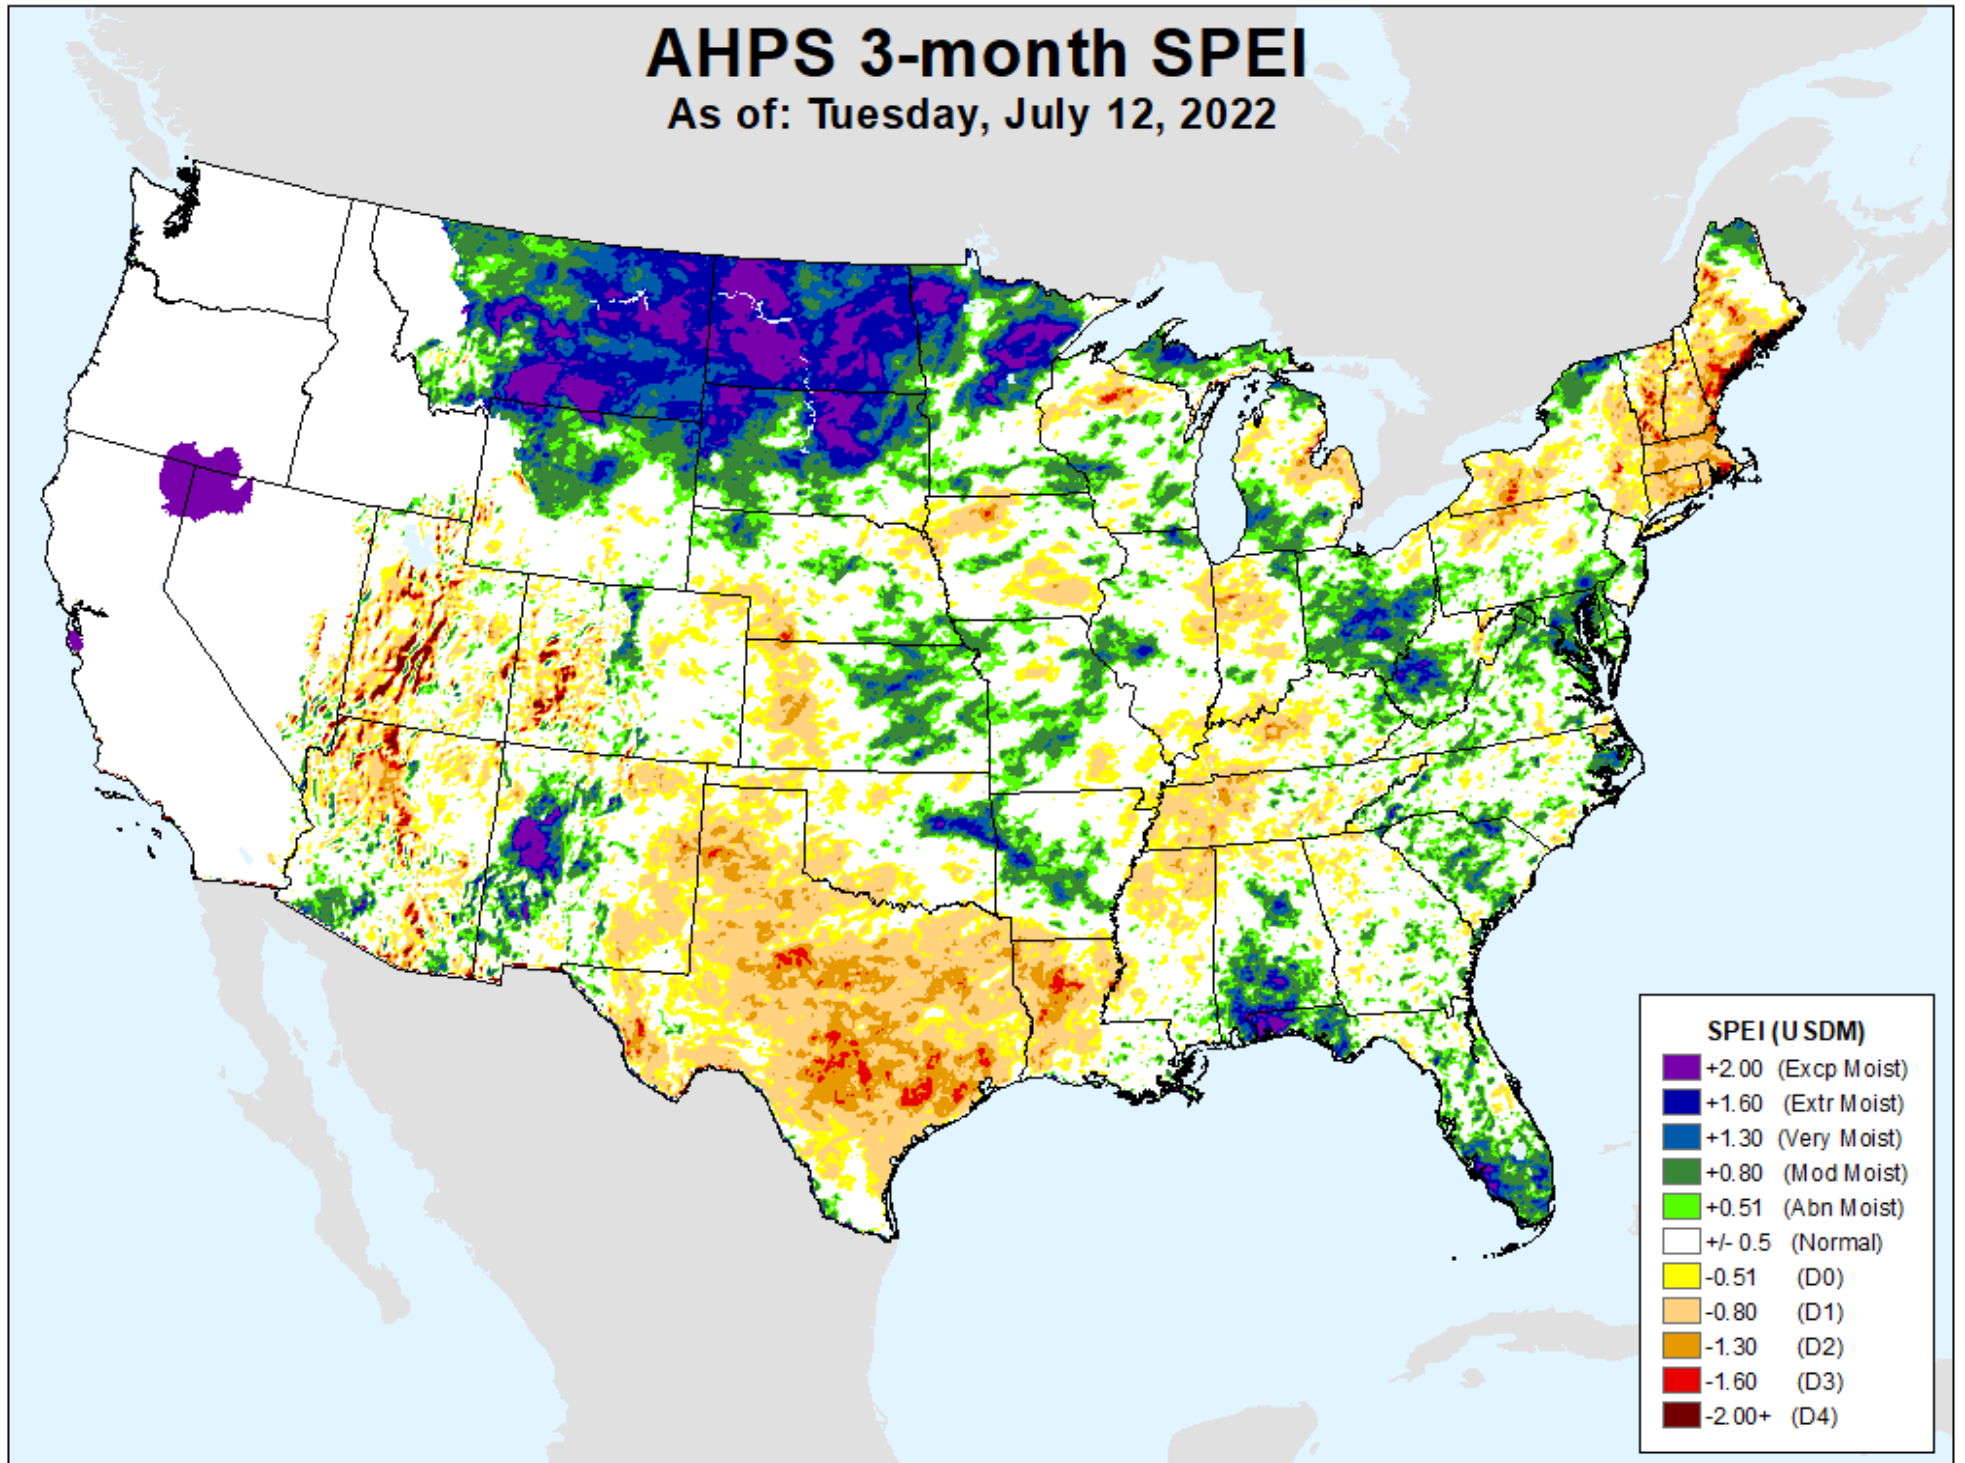 AHPS 3-month SPEI
As of: Tuesday, July 12, 2022
SPEI (USDM)
+2.00 (Excp Moist)
+1.60 (Extr Moist)
+1.30 (Very Moist)
+0.80 (Mod Moist)
+0.51 (Abn Moist)
+/- 0.5 (Normal)
-0.51 (D0)
-0.80 (D1)
-1.30 (D2)
-1.60 (D3)
-2.00+ (D4)